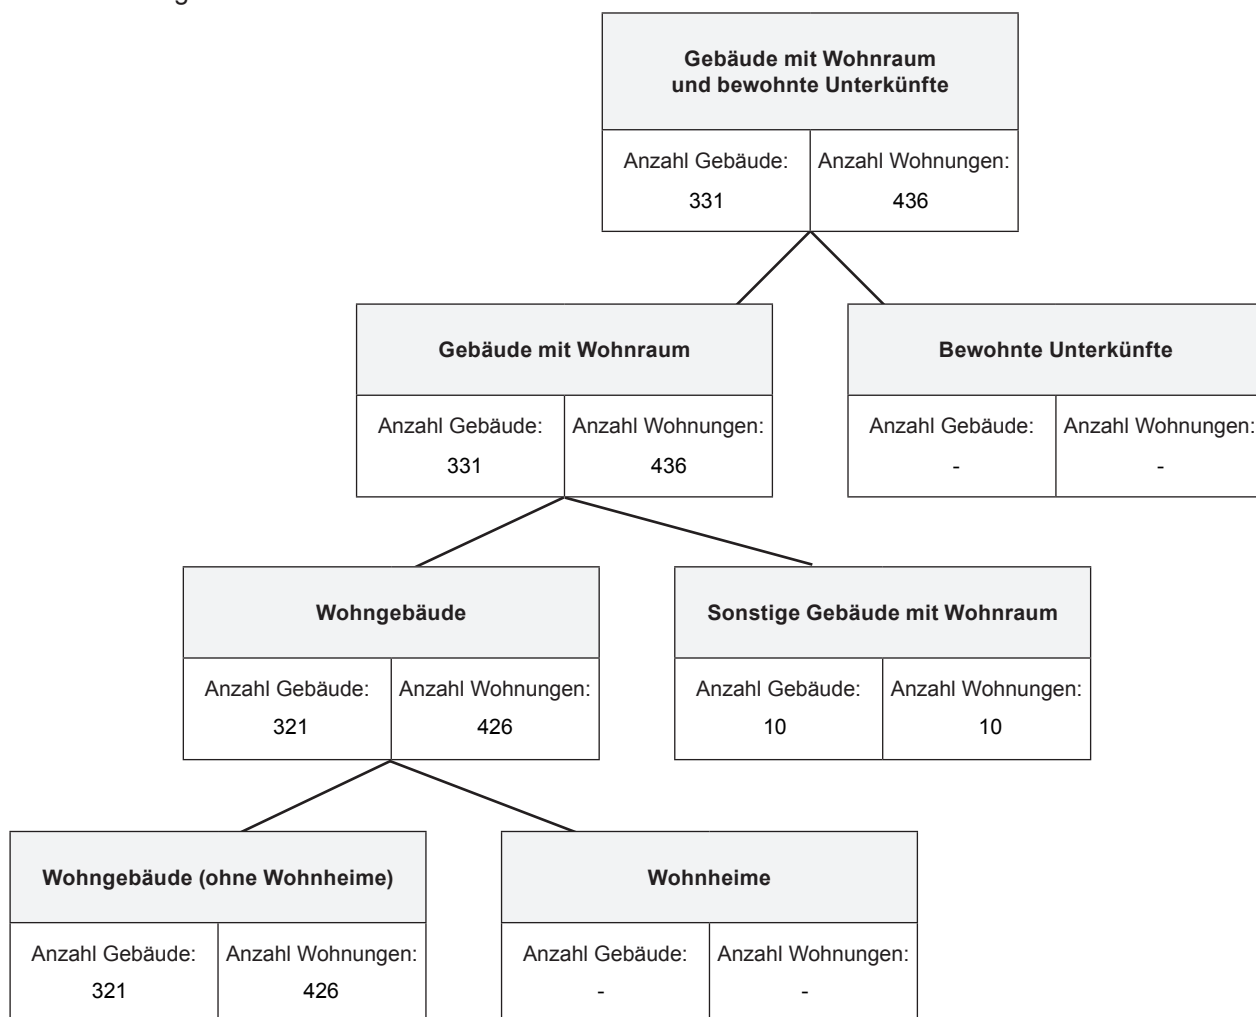 Gebäude mit Wohnraum
und bewohnte Unterkünfte
Anzahl Gebäude: Anzahl Wohnungen:
331 436
Gebäude mit Wohnraum
Bewohnte Unterkünfte
Anzahl Gebäude: Anzahl Wohnungen:
331 436
Anzahl Gebäude: Anzahl Wohnungen:
- -
Wohngebäude
Sonstige Gebäude mit Wohnraum
Anzahl Gebäude: Anzahl Wohnungen:
321 426
Anzahl Gebäude: Anzahl Wohnungen:
10 10
Wohngebäude (ohne Wohnheime)
Wohnheime
Anzahl Gebäude: Anzahl Wohnungen:
321 426
Anzahl Gebäude: Anzahl Wohnungen:
- -